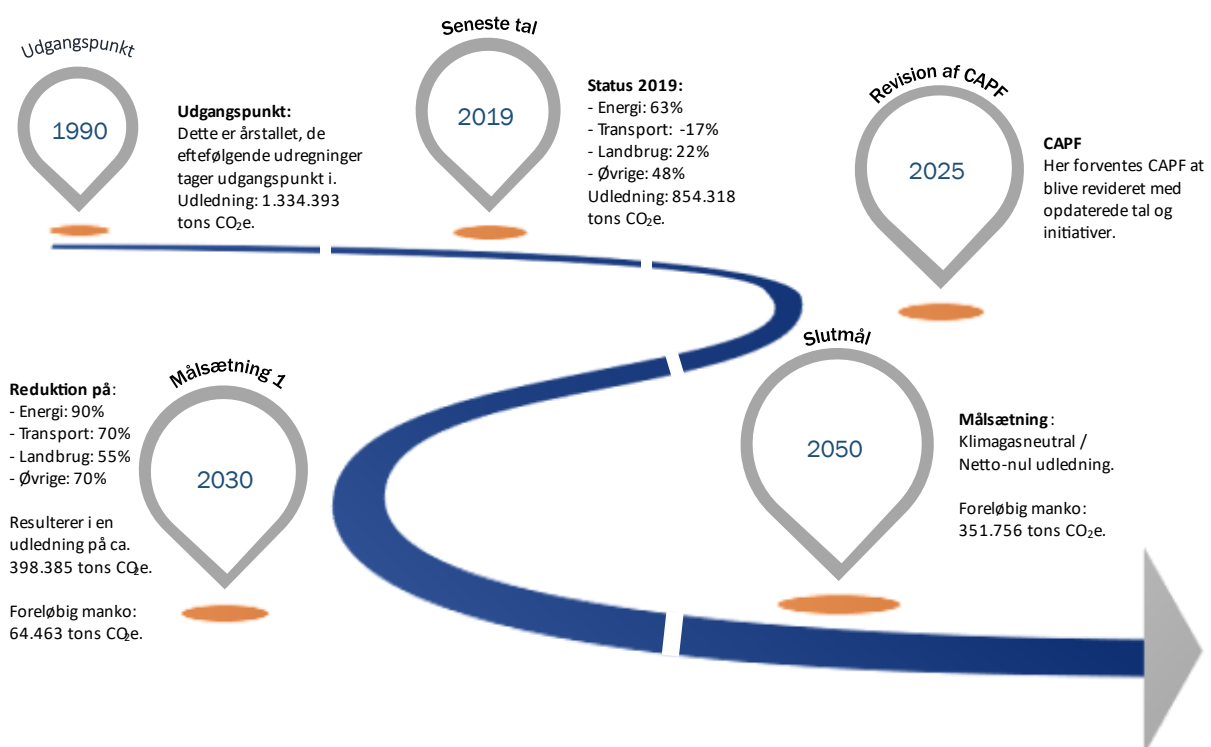 Udgangspunkt
1990
Udgangspunkt:
Dette er årstallet, de
eftefølgende udregninger
tager udgangspunkt i.
Udledning: 1.334.393
tons CO₂e.
Seneste tal
2019
Status 2019:
- Energi: 63%
- Transport: -17%
- Landbrug: 22%
- Øvrige: 48%
Udledning: 854.318
tons CO₂e.
Revision af CAPF
2025
CAPF
Her forventes CAPF at
blive revideret med
opdaterede tal og
initiativer.
Målsætning 1
2030
Reduktion på:
- Energi: 90%
- Transport: 70%
- Landbrug: 55%
- Øvrige: 70%
Resulterer i en
udledning på ca.
398.385 tons CO₂e.
Foreløbig manko:
64.463 tons CO₂e.
Slutmål
2050
Målsætning:
Klimagasneutral /
Netto-nul udledning.
Foreløbig manko:
351.756 tons CO₂e.